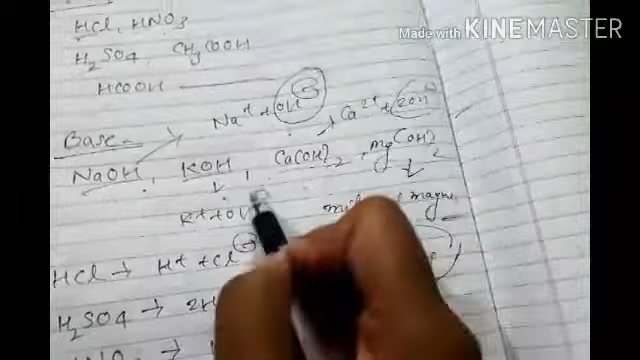 Made with KINEMASTER
HCl, HNO3
H2SO4, CH3COOH
HCOOH
Na+ + OH- Ca2+ + 2OH-
Base
NaOH, KOH, Ca(OH)2, Mg(OH)2
K+ + OH
HCl → H+ + Cl-
H2SO4 → 2H